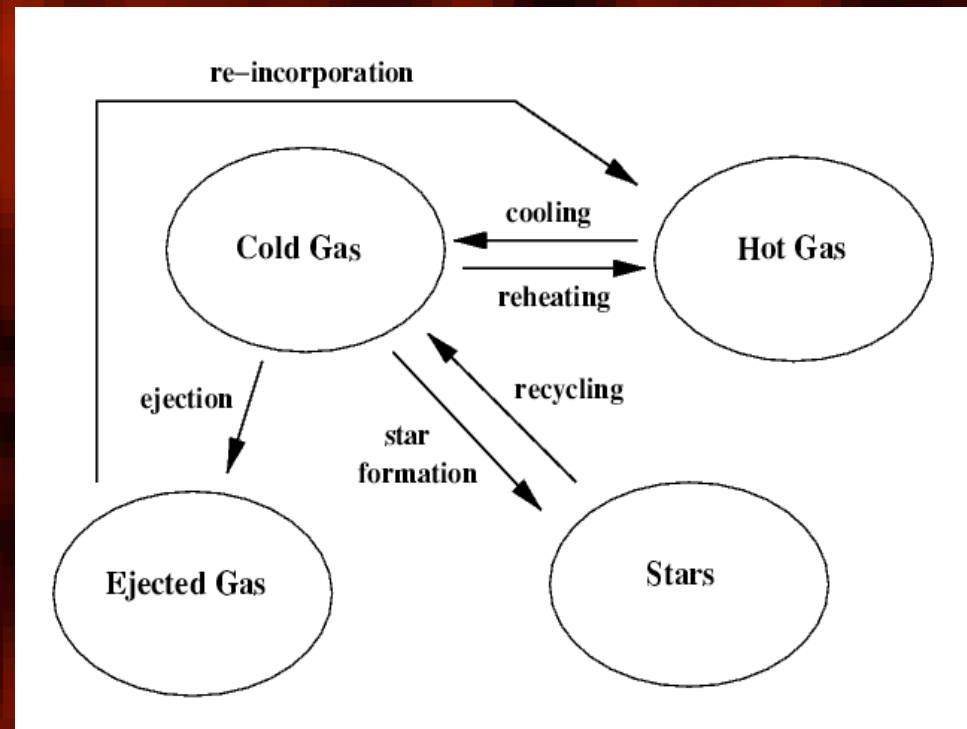 re−incorporation
cooling
Cold Gas
Hot Gas
reheating
ejection
recycling
star
formation
Ejected Gas
Stars